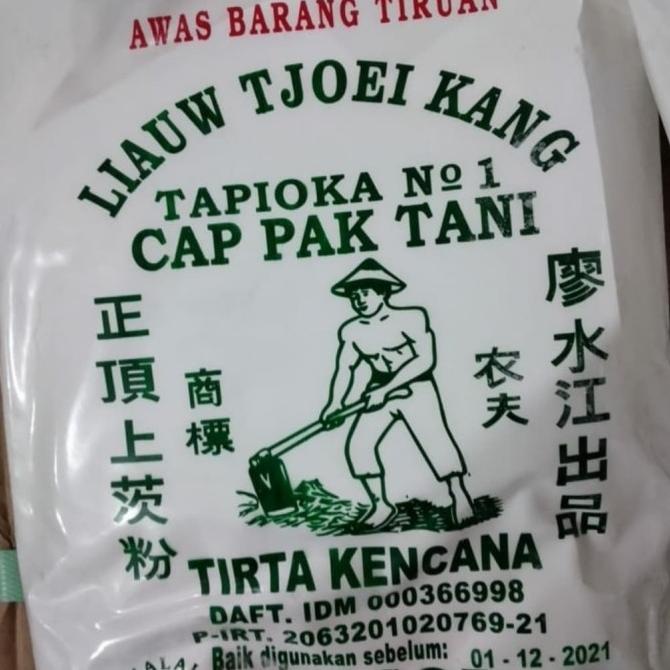 AWAS BARANG TIRUAN
LIAUW TJOEI KANG
TAPIOKA Nº 1
CAP PAK TANI
正頂上茨粉
商標
农夫
廖水江出品
TIRTA KENCANA
DAFT. IDM 000366998
P-IRT. 2063201020769-21
Baik digunakan sebelum: 01 - 12 - 2021